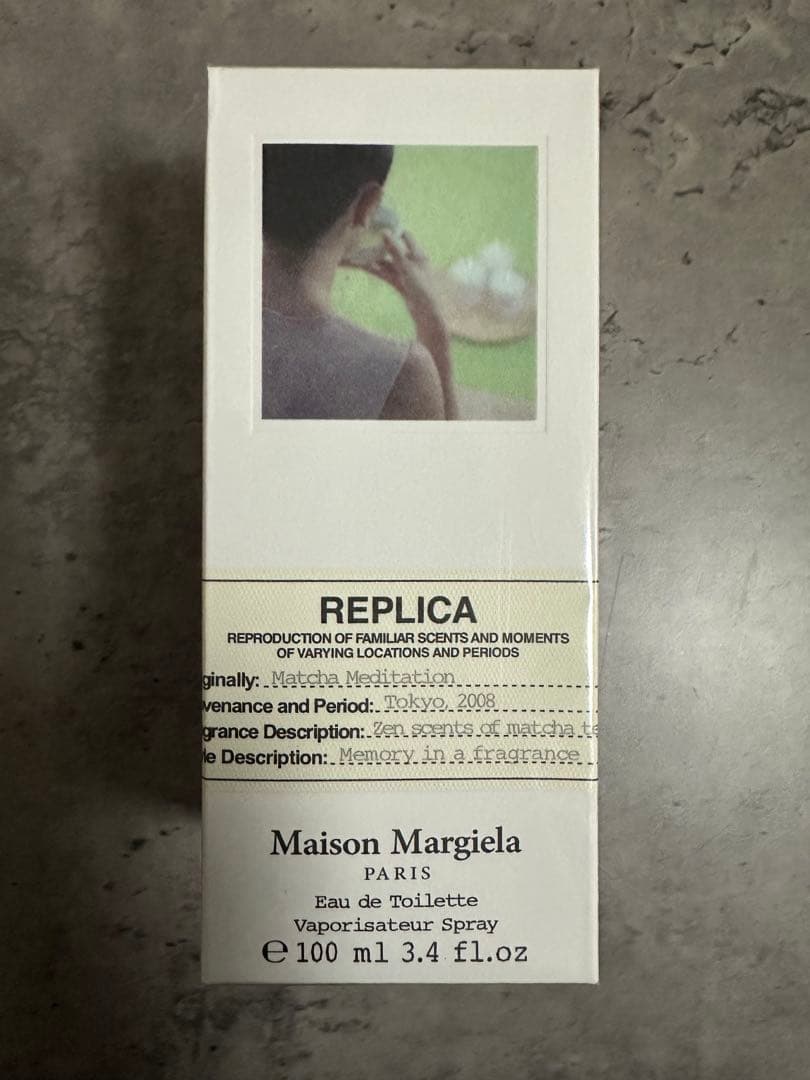 REPLICA
REPRODUCTION OF FAMILIAR SCENTS AND MOMENTS
OF VARYING LOCATIONS AND PERIODS
ginally: Matcha Meditation
venance and Period: Tokyo, 2008
grance Description: Zen scents of matcha te
le Description: Memory in a fragrance
Maison Margiela
PARIS
Eau de Toilette
Vaporisateur Spray
℮ 100 ml 3.4 fl.oz